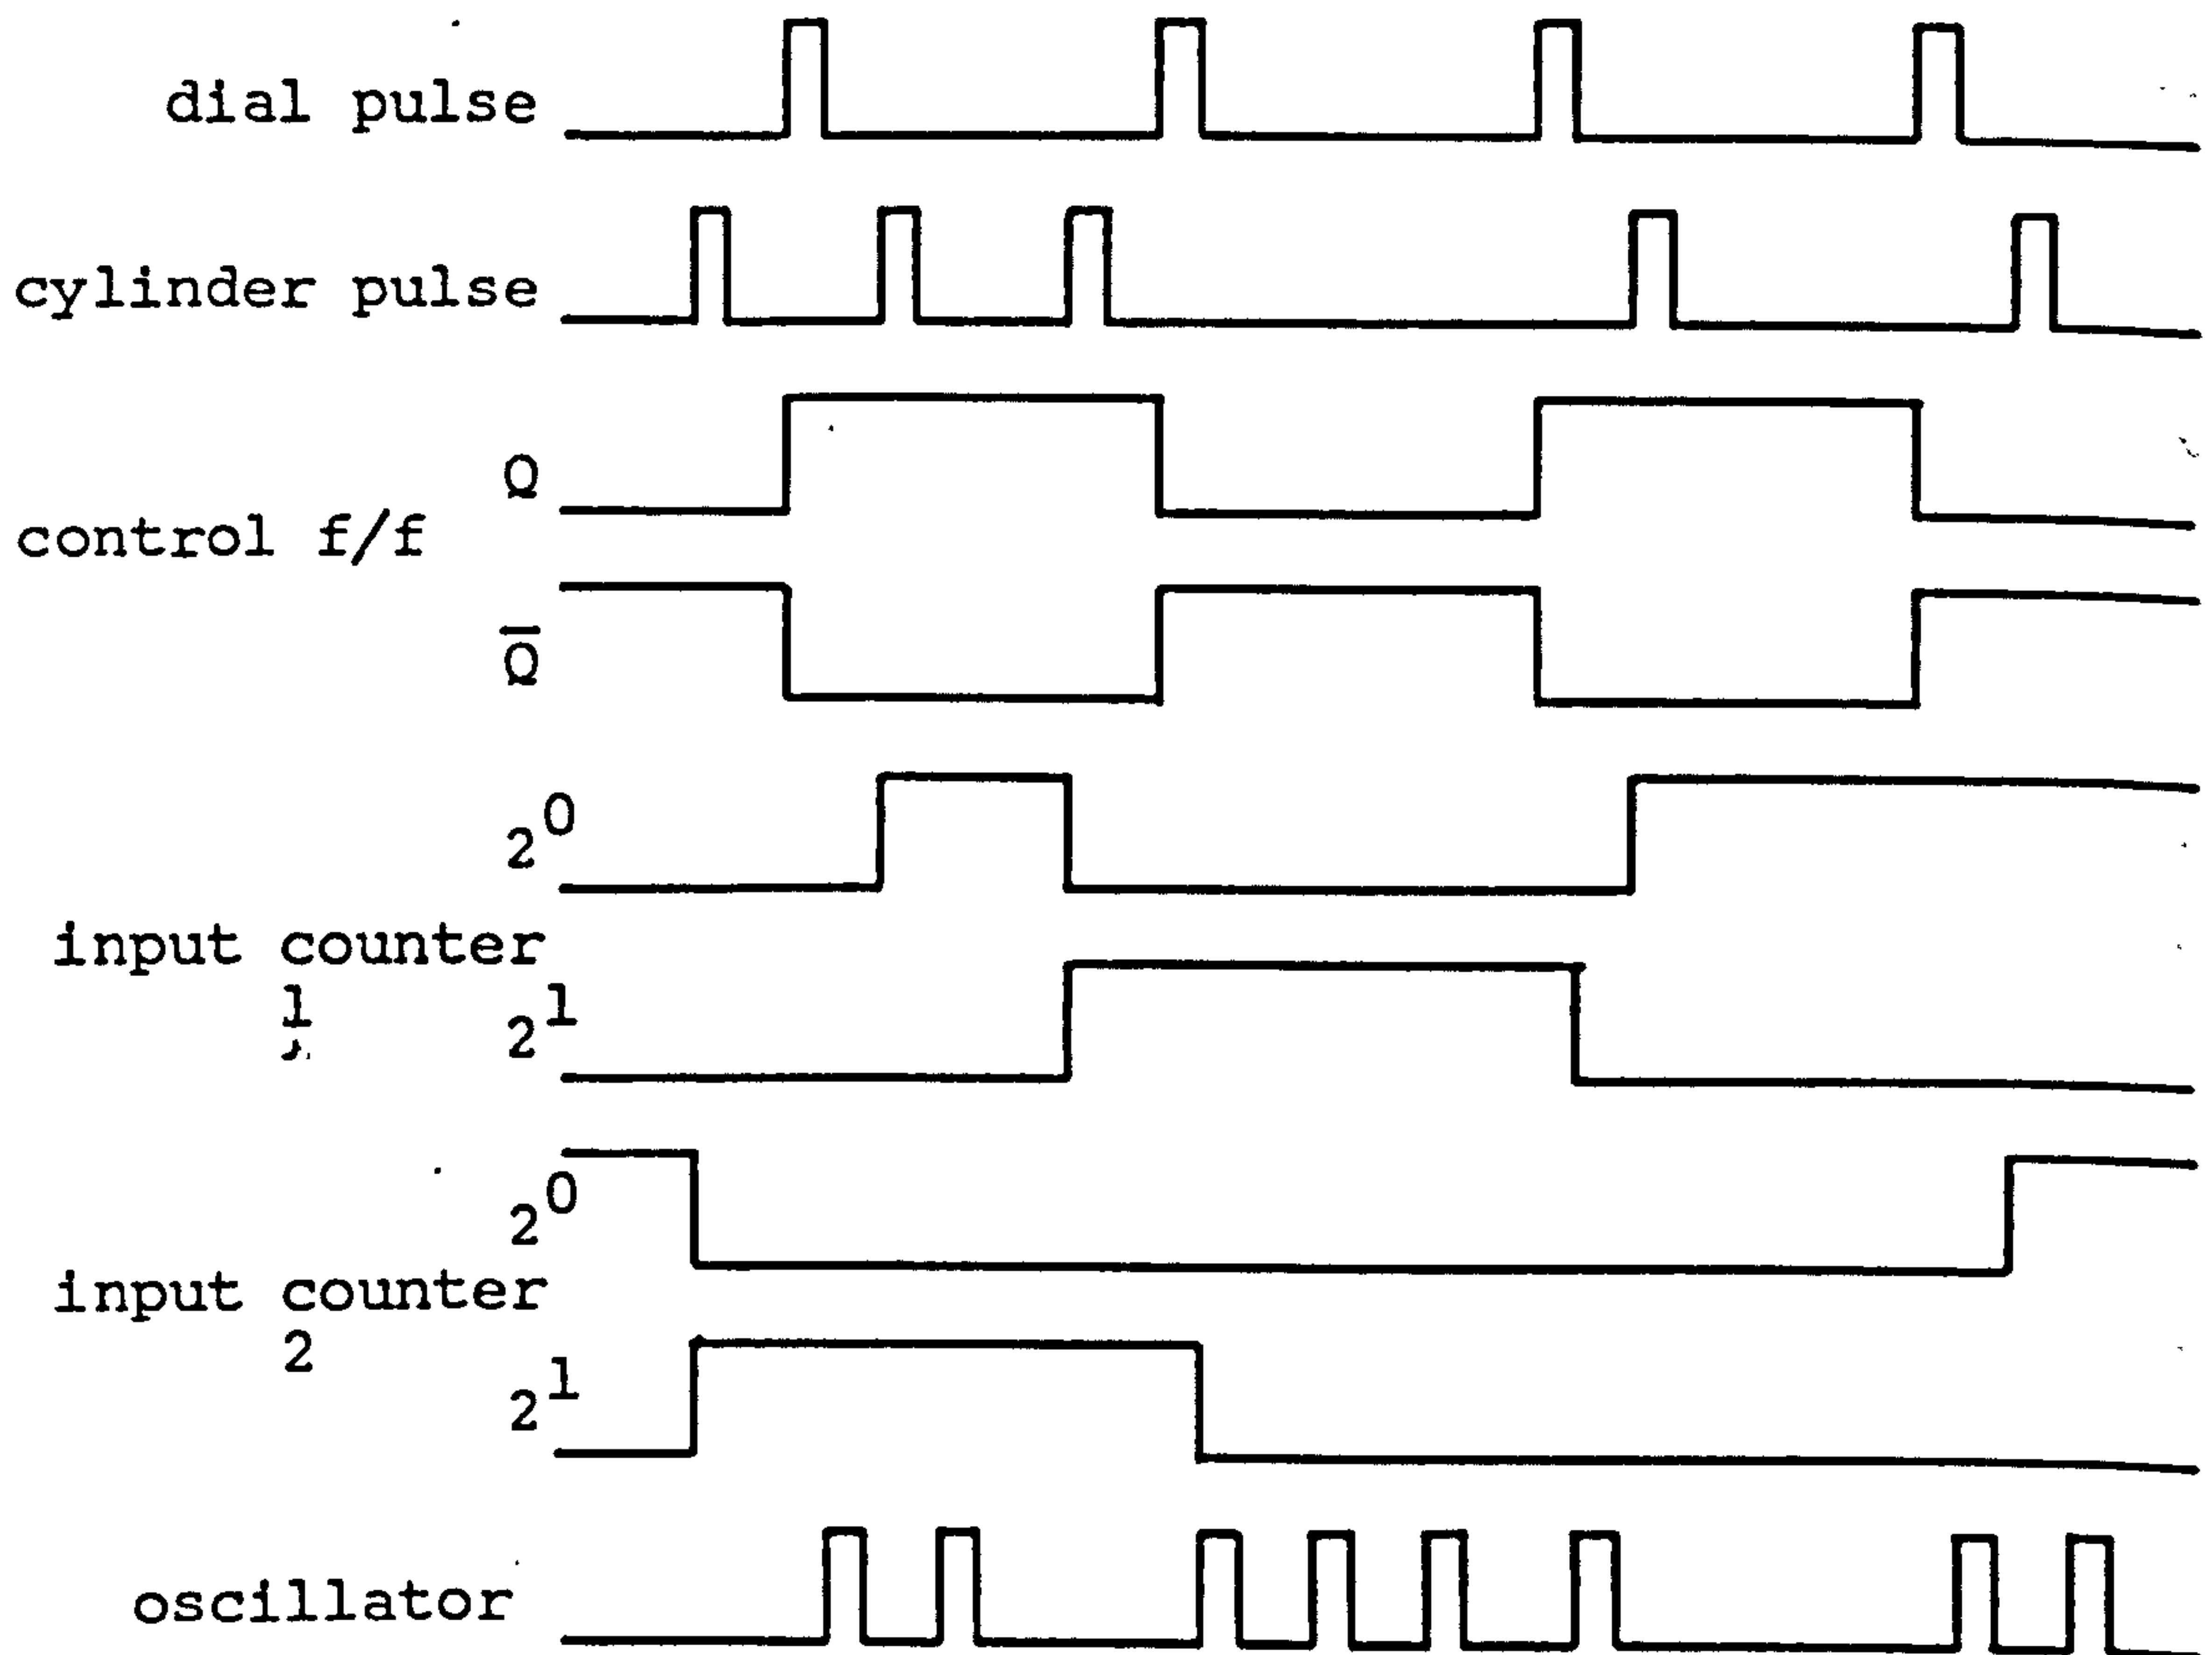 dial pulse
cylinder pulse
Q
control f/f
Q̅
2⁰
input counter
1
2¹
2⁰
input counter
2
2¹
oscillator